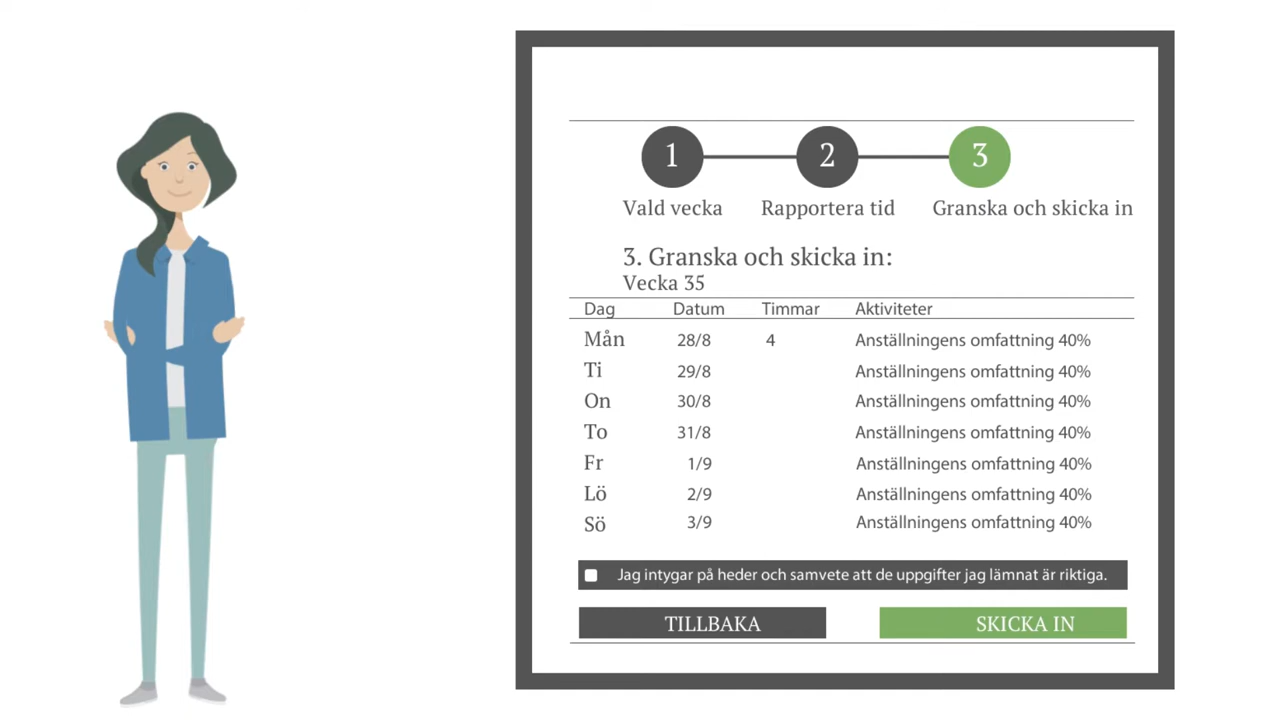 1 2 3
Vald vecka Rapportera tid Granska och skicka in
3. Granska och skicka in:
Vecka 35
Dag Datum Timmar Aktiviteter
Mån 28/8 4 Anställningens omfattning 40%
Ti 29/8 Anställningens omfattning 40%
On 30/8 Anställningens omfattning 40%
To 31/8 Anställningens omfattning 40%
Fr 1/9 Anställningens omfattning 40%
Lö 2/9 Anställningens omfattning 40%
Sö 3/9 Anställningens omfattning 40%
Jag intygar på heder och samvete att de uppgifter jag lämnat är riktiga.
TILLBAKA SKICKA IN